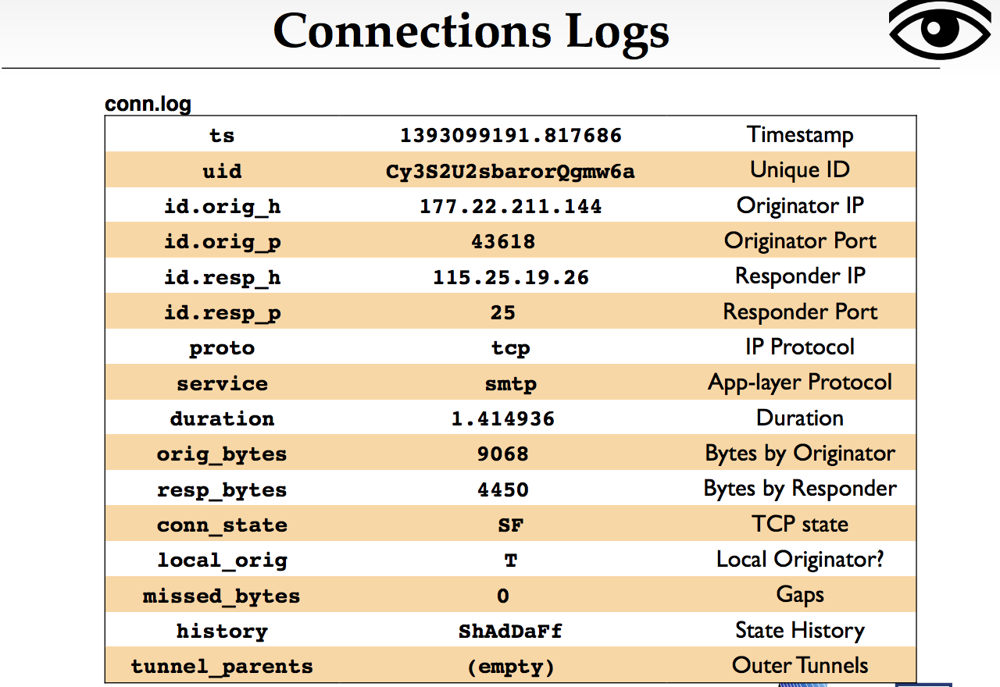 Connections Logs
conn.log
ts 1393099191.817686 Timestamp
uid Cy3S2U2sbarorQgmw6a Unique ID
id.orig_h 177.22.211.144 Originator IP
id.orig_p 43618 Originator Port
id.resp_h 115.25.19.26 Responder IP
id.resp_p 25 Responder Port
proto tcp IP Protocol
service smtp App-layer Protocol
duration 1.414936 Duration
orig_bytes 9068 Bytes by Originator
resp_bytes 4450 Bytes by Responder
conn_state SF TCP state
local_orig T Local Originator?
missed_bytes 0 Gaps
history ShAdDaFf State History
tunnel_parents (empty) Outer Tunnels